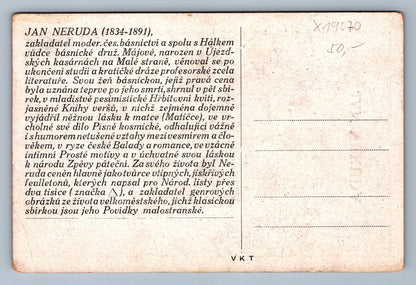 JAN NERUDA (1834-1891),
zakladatel moder. čes. básnictví a spolu s Hálkem
vůdce básnické druž. Májové, narozen v Újezd-
ských kasárnách na Malé straně, věnoval se po
ukončení studií a kratičké dráze profesorské zcela
literatuře. Svou žeň básnickou, jejíž pravá cena
byla uznána teprve po jeho smrti, shrnul v pět sbí-
rek, v mladistvě pesimistické Hřbitovní kvítí, roz-
jasněné Knihy veršů, v nichž zejména dojemně
vyjádřil něžnou lásku k matce (Matičce), ve vr-
cholné své dílo Písně kosmické, odhalující vážně
i s humorem netušené vztahy mezi vesmírem a člo-
věkem, v ryze české Balady a romance, ve vzácně
intimní Prosté motivy a v úchvatné svou láskou
k národu Zpěvy páteční. Za svého života byl Ne-
ruda ceněn hlavně jako tvůrce vtipných, jiskřivých
feuilletonů, kterých napsal pro Národ. listy přes
dva tisíce (značka △), a zakladatel genrových
obrázků ze života velkoměstského, jichž klasickou
sbírkou jsou jeho Povídky malostranské.
X19070
50,-
VKT